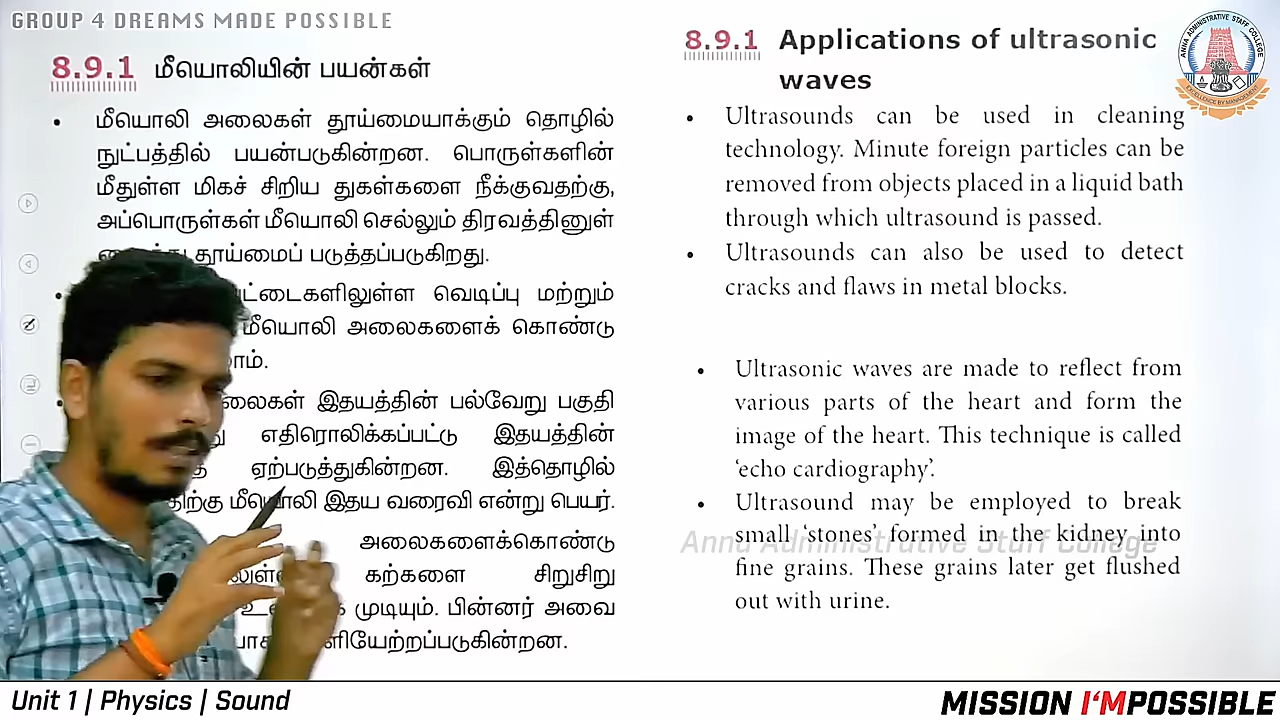 GROUP 4 DREAMS MADE POSSIBLE
8.9.1 மீயொலியின் பயன்கள்
• மீயொலி அலைகள் தூய்மையாக்கும் தொழில்
நுட்பத்தில் பயன்படுகின்றன. பொருள்களின்
மீதுள்ள மிகச் சிறிய துகள்களை நீக்குவதற்கு,
அப்பொருள்கள் மீயொலி செல்லும் திரவத்தினுள்
தூய்மைப் படுத்தப்படுகிறது.
வெடிப்பு மற்றும்
மீயொலி அலைகளைக் கொண்டு
இதயத்தின் பல்வேறு பகுதி
எதிரொலிக்கப்பட்டு இதயத்தின்
ஏற்படுத்துகின்றன. இத்தொழில்
மீயொலி இதய வரைவி என்று பெயர்.
அலைகளைக்கொண்டு
கற்களை சிறுசிறு
முடியும். பின்னர் அவை
8.9.1 Applications of ultrasonic
waves
• Ultrasounds can be used in cleaning
technology. Minute foreign particles can be
removed from objects placed in a liquid bath
through which ultrasound is passed.
• Ultrasounds can also be used to detect
cracks and flaws in metal blocks.
• Ultrasonic waves are made to reflect from
various parts of the heart and form the
image of the heart. This technique is called
‘echo cardiography’.
• Ultrasound may be employed to break
small ‘stones’ formed in the kidney into
fine grains. These grains later get flushed
out with urine.
Anna Administrative Staff College
ANNA ADMINISTRATIVE STAFF COLLEGE
EXCELLENCE BY MANAGEMENT
Unit 1 | Physics | Sound
MISSION I'MPOSSIBLE